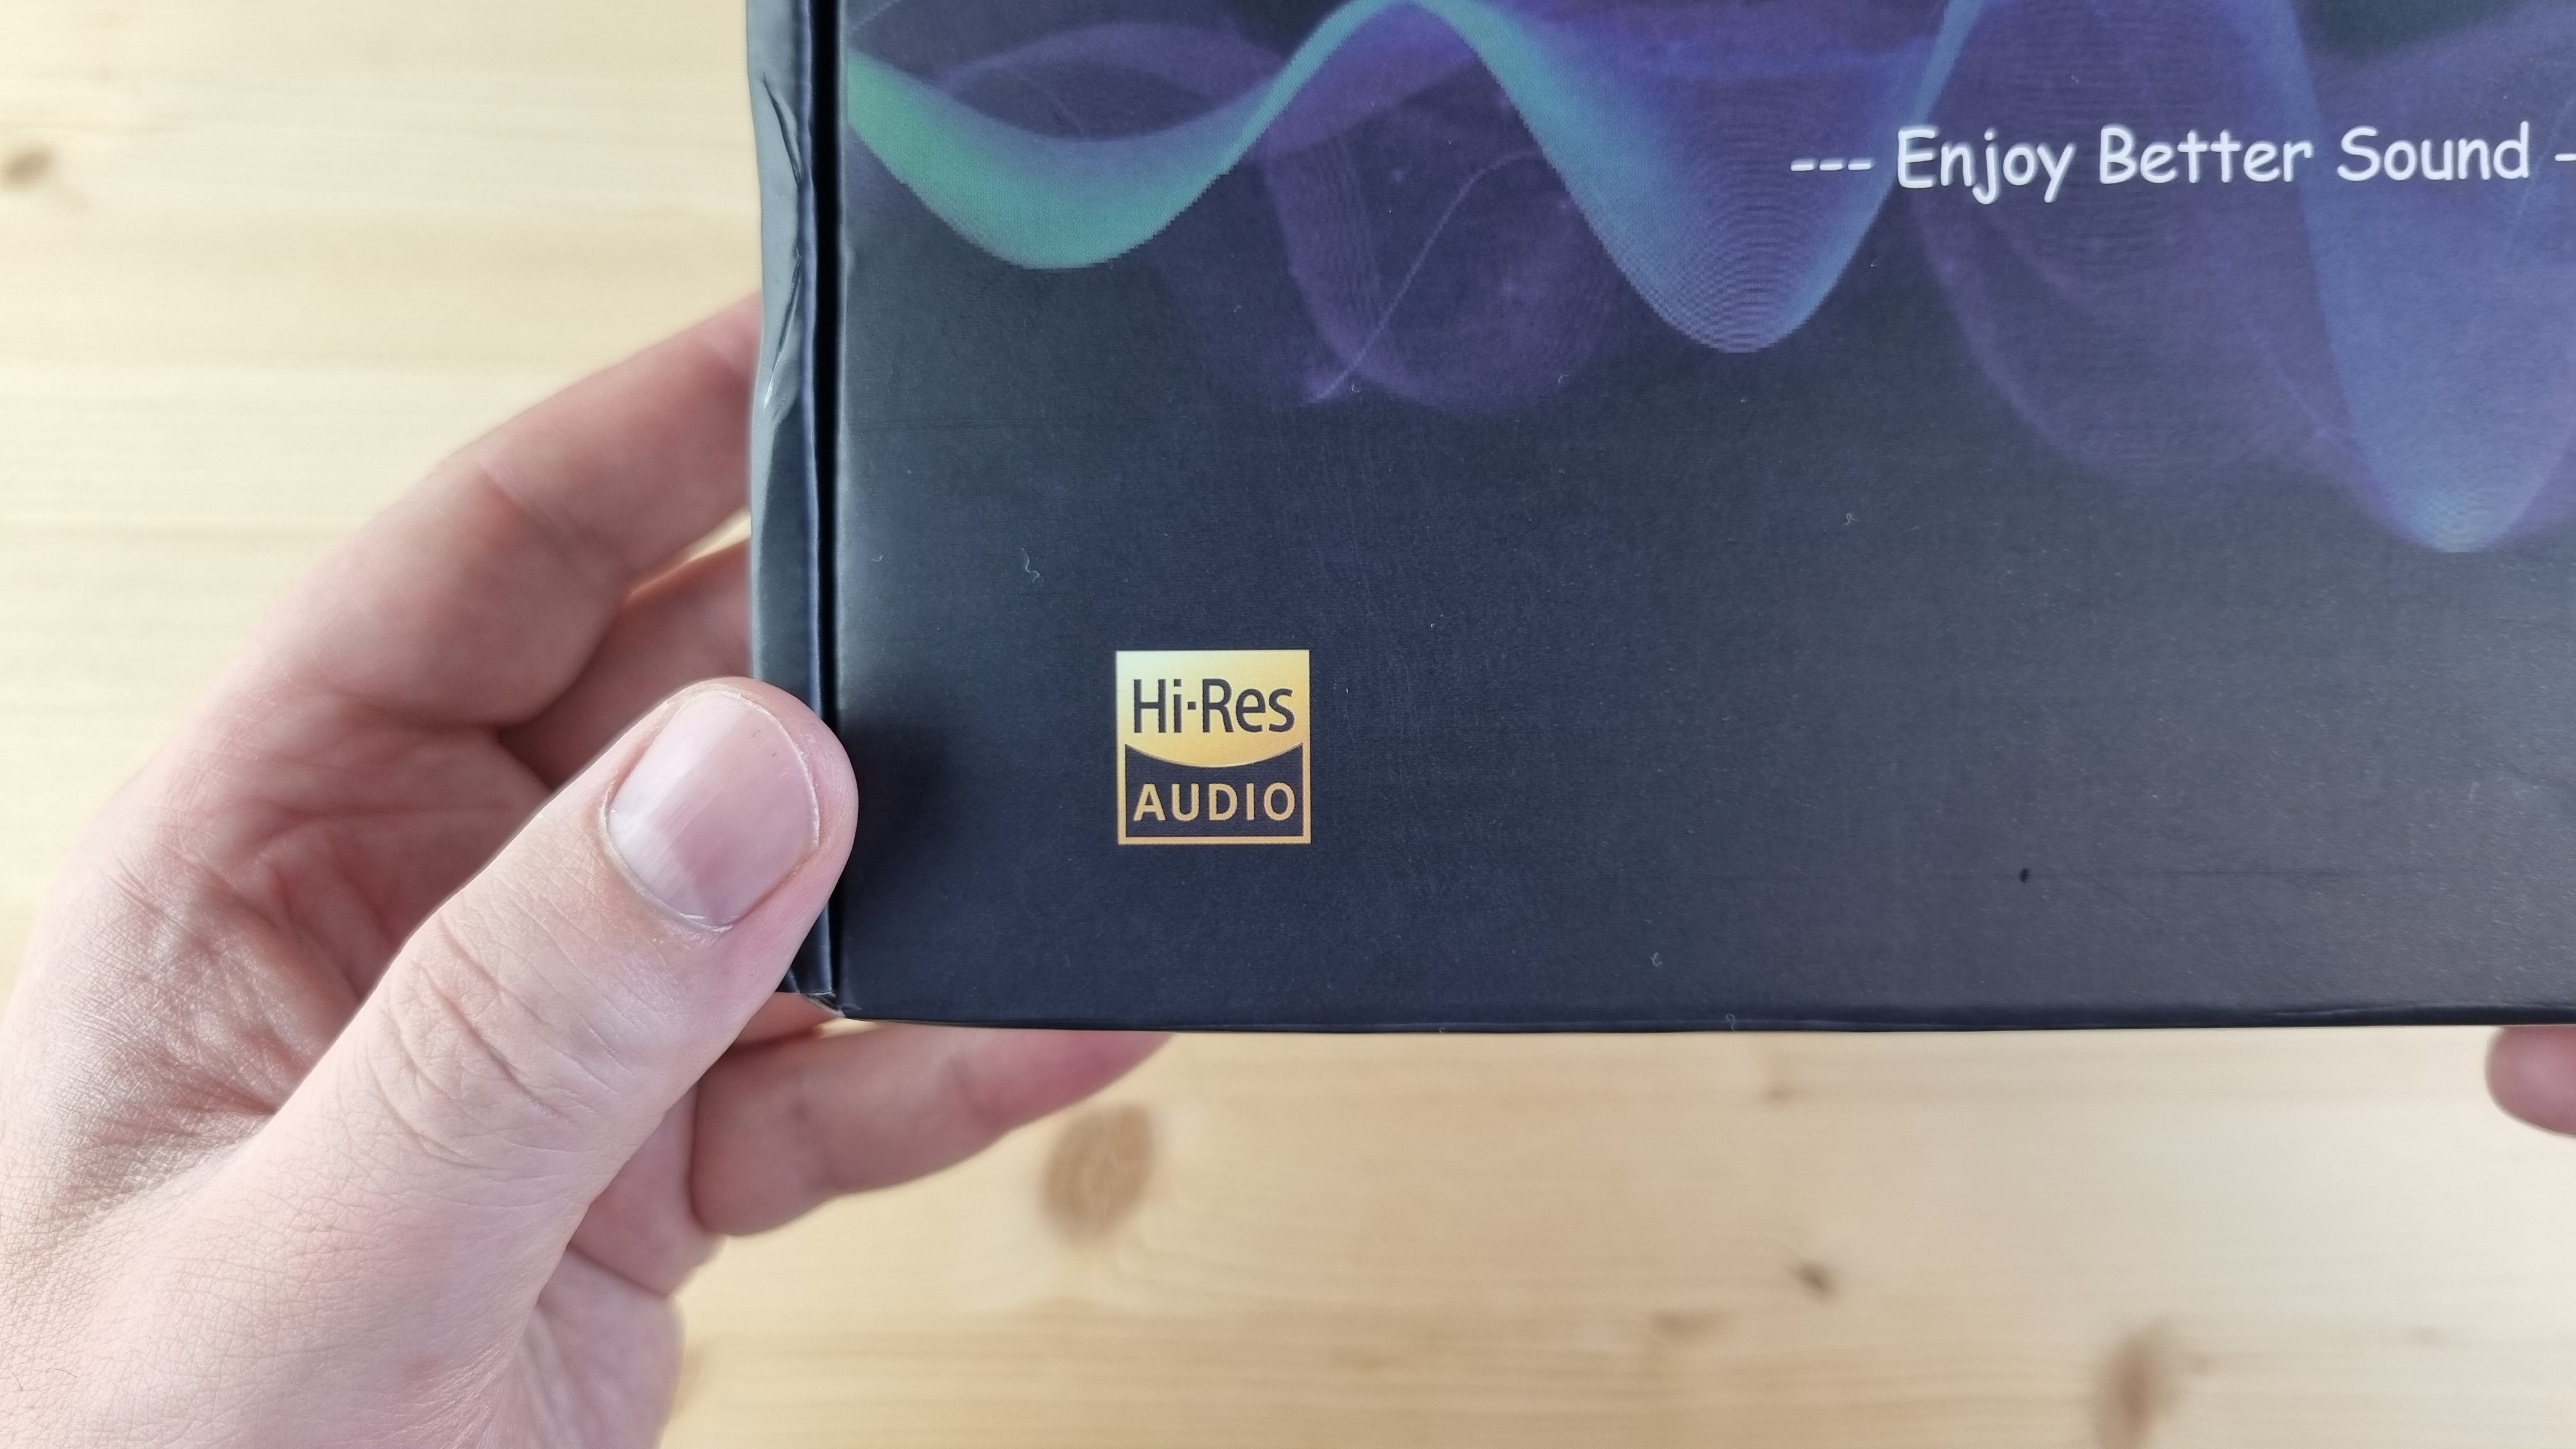 --- Enjoy Better Sound -
Hi-Res
AUDIO